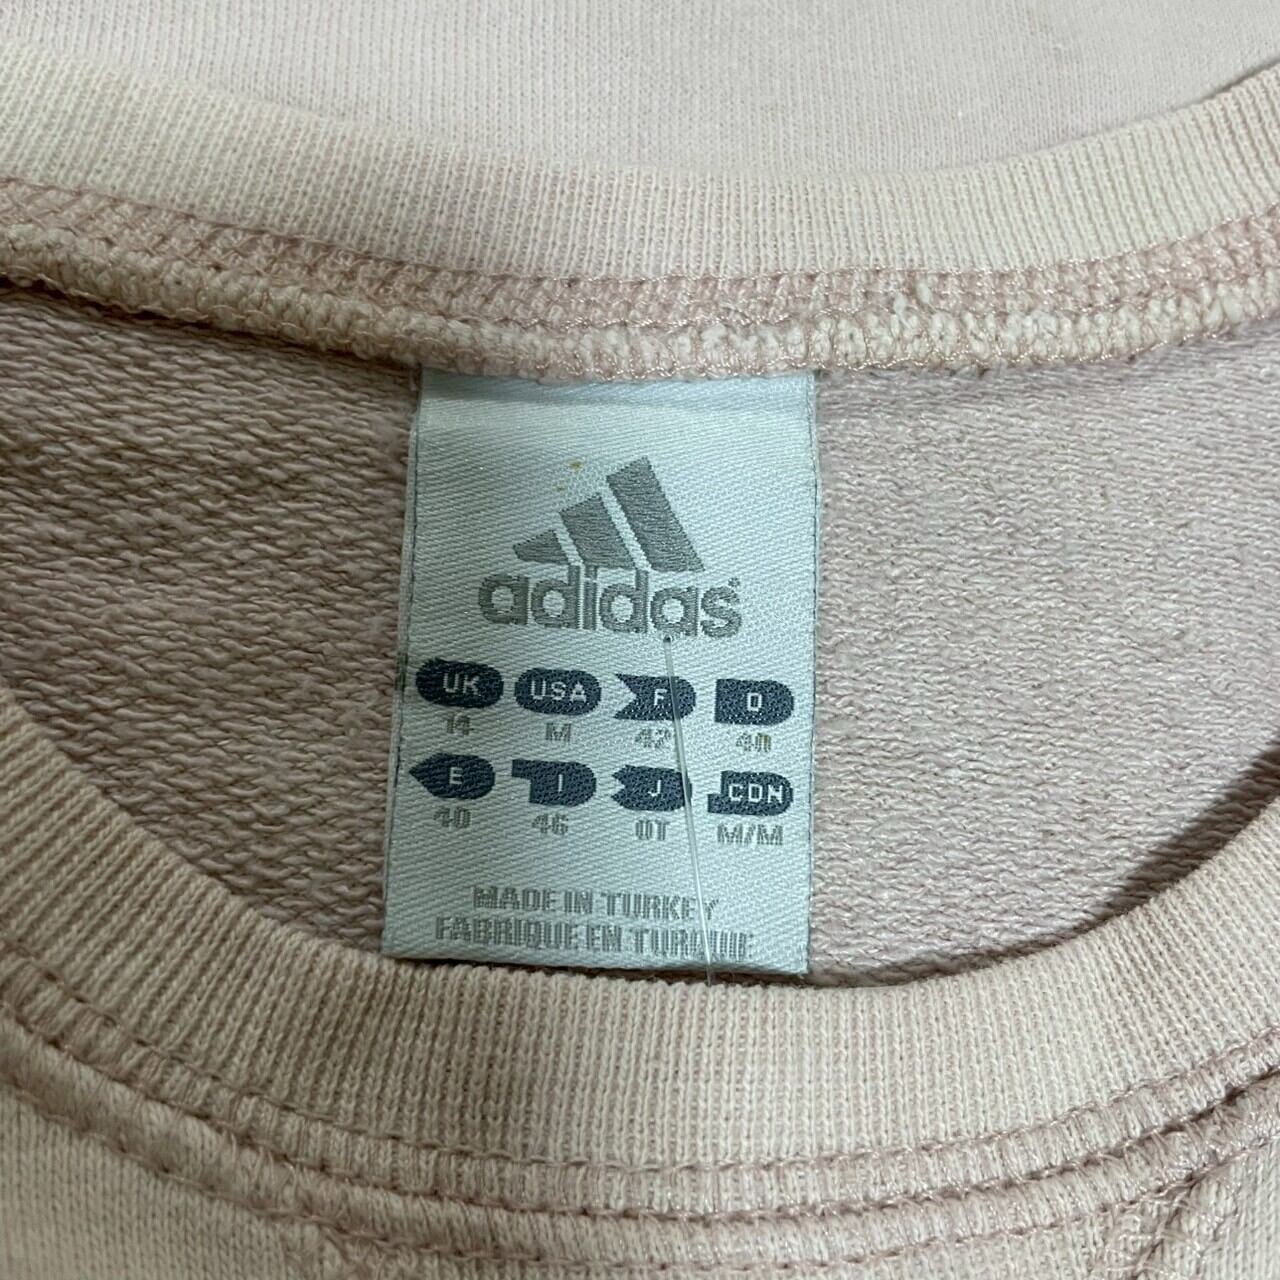 adidas
UK USA F D
14 M 42 40
E I J CDN
40 46 OT M/M
MADE IN TURKEY
FABRIQUE EN TURQUIE